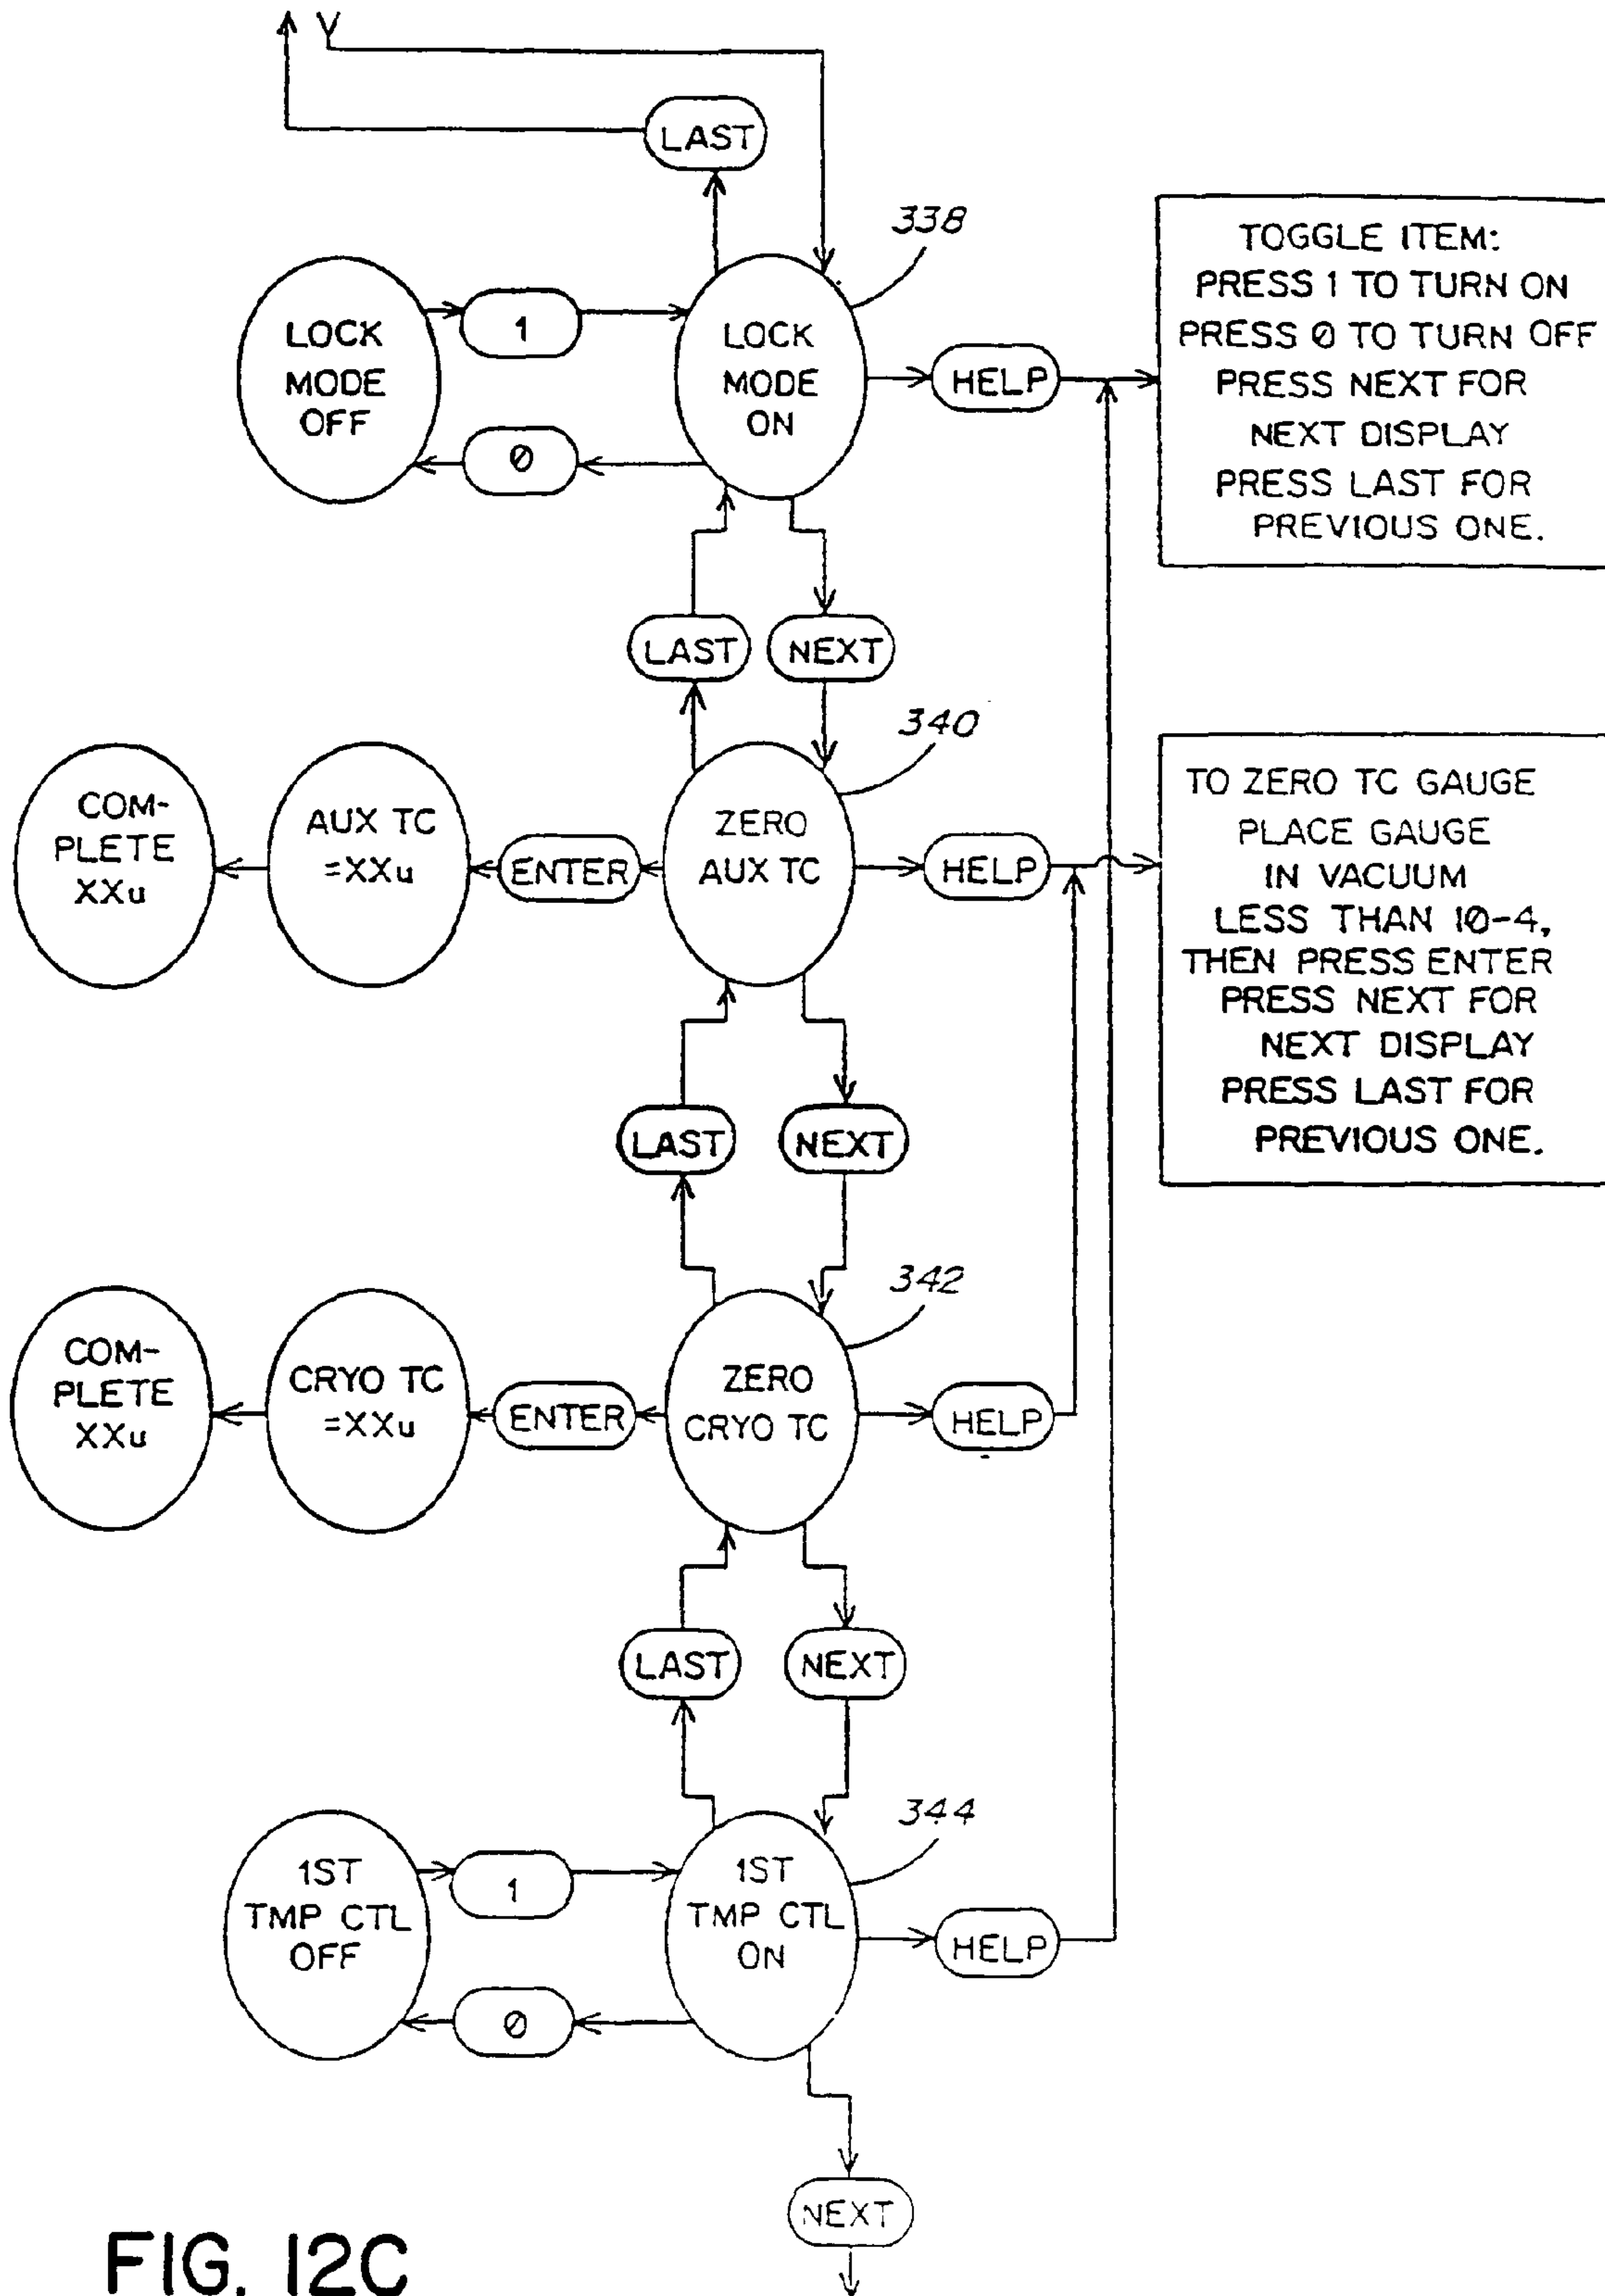 LAST
338
LOCK
MODE
OFF
1
0
LOCK
MODE
ON
HELP
TOGGLE ITEM:
PRESS 1 TO TURN ON
PRESS 0 TO TURN OFF
PRESS NEXT FOR
NEXT DISPLAY
PRESS LAST FOR
PREVIOUS ONE.
LAST
NEXT
340
COM-
PLETE
XXu
AUX TC
=XXu
ENTER
ZERO
AUX TC
HELP
TO ZERO TC GAUGE
PLACE GAUGE
IN VACUUM
LESS THAN 10-4,
THEN PRESS ENTER
PRESS NEXT FOR
NEXT DISPLAY
PRESS LAST FOR
PREVIOUS ONE.
LAST
NEXT
342
COM-
PLETE
XXu
CRYO TC
=XXu
ENTER
ZERO
CRYO TC
HELP
LAST
NEXT
344
1ST
TMP CTL
OFF
1
0
1ST
TMP CTL
ON
HELP
NEXT
FIG. 12C